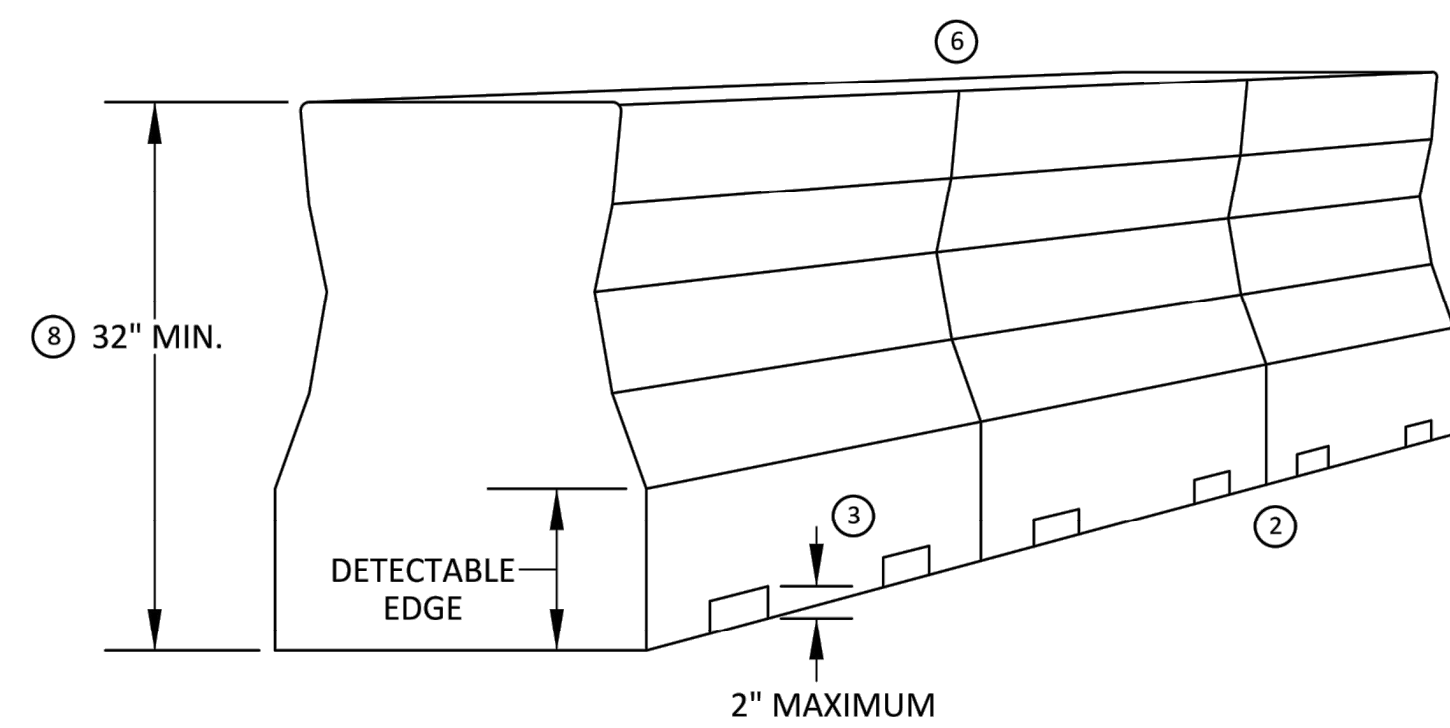 6
8 32" MIN.
3
2
DETECTABLE
EDGE
2" MAXIMUM